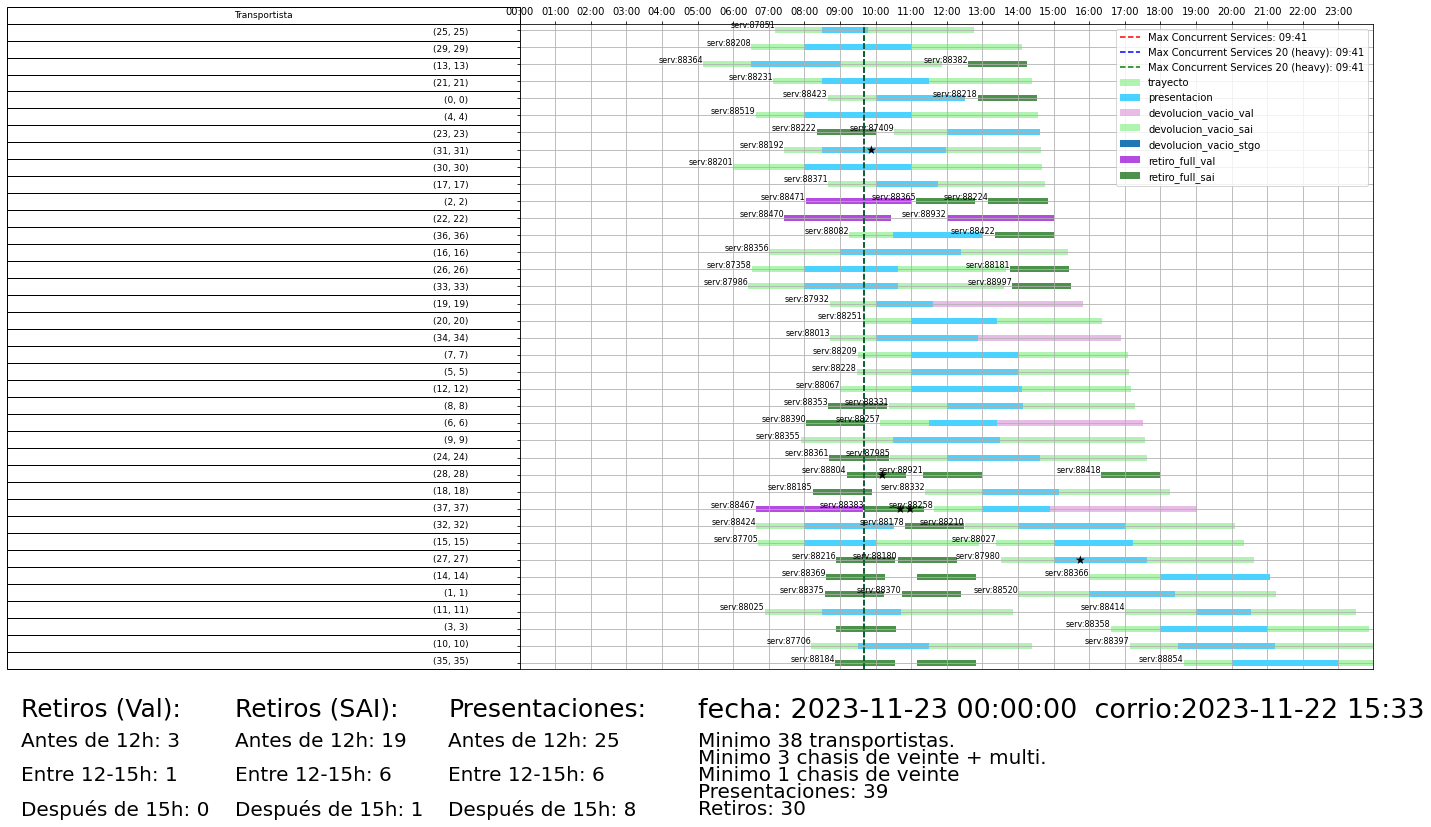 Transportista
00:00 01:00 02:00 03:00 04:00 05:00 06:00 07:00 08:00 09:00 10:00 11:00 12:00 13:00 14:00 15:00 16:00 17:00 18:00 19:00 20:00 21:00 22:00 23:00
(25, 25) serv:87851
(29, 29) serv:88208
(13, 13) serv:88364 serv:88382
(21, 21) serv:88231
(0, 0) serv:88423 serv:88218
(4, 4) serv:88519
(23, 23) serv:88222 serv:87409
(31, 31) serv:88192
(30, 30) serv:88201
(17, 17) serv:88371
(2, 2) serv:88471 serv:88365 serv:88224
(22, 22) serv:88470 serv:88932
(36, 36) serv:88082 serv:88422
(16, 16) serv:88356
(26, 26) serv:87358 serv:88181
(33, 33) serv:87986 serv:88997
(19, 19) serv:87932
(20, 20) serv:88251
(34, 34) serv:88013
(7, 7) serv:88209
(5, 5) serv:88228
(12, 12) serv:88067
(8, 8) serv:88353 serv:88331
(6, 6) serv:88390 serv:88257
(9, 9) serv:88355
(24, 24) serv:88361 serv:87985
(28, 28) serv:88804 serv:88921 serv:88418
(18, 18) serv:88185 serv:88332
(37, 37) serv:88467 serv:88383 serv:88258
(32, 32) serv:88424 serv:88178 serv:88210
(15, 15) serv:87705 serv:88027
(27, 27) serv:88216 serv:88180 serv:87980
(14, 14) serv:88369 serv:88366
(1, 1) serv:88375 serv:88370 serv:88520
(11, 11) serv:88025 serv:88414
(3, 3) serv:88358
(10, 10) serv:87706 serv:88397
(35, 35) serv:88184 serv:88854
Max Concurrent Services: 09:41
Max Concurrent Services 20 (heavy): 09:41
Max Concurrent Services 20 (heavy): 09:41
trayecto
presentacion
devolucion_vacio_val
devolucion_vacio_sai
devolucion_vacio_stgo
retiro_full_val
retiro_full_sai
Retiros (Val):
Antes de 12h: 3
Entre 12-15h: 1
Después de 15h: 0
Retiros (SAI):
Antes de 12h: 19
Entre 12-15h: 6
Después de 15h: 1
Presentaciones:
Antes de 12h: 25
Entre 12-15h: 6
Después de 15h: 8
fecha: 2023-11-23 00:00:00 corrio:2023-11-22 15:33
Minimo 38 transportistas.
Minimo 3 chasis de veinte + multi.
Minimo 1 chasis de veinte
Presentaciones: 39
Retiros: 30